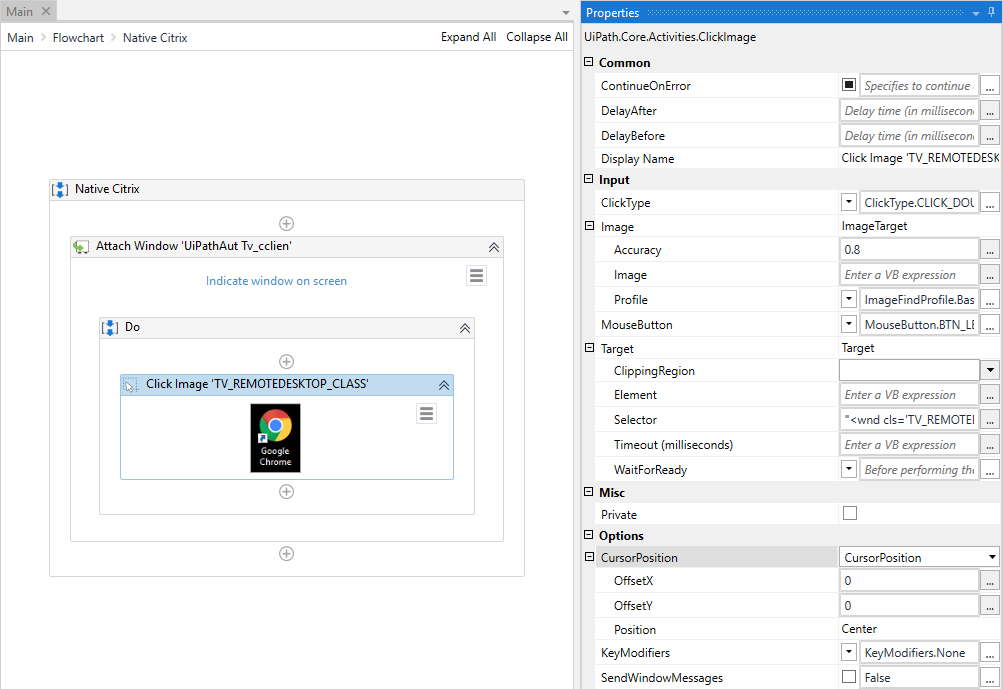 Main
Main > Flowchart > Native Citrix
Expand All Collapse All
Native Citrix
Attach Window 'UiPathAut Tv_cclien'
Indicate window on screen
Do
Click Image 'TV_REMOTEDESKTOP_CLASS'
Google
Chrome
Properties
UiPath.Core.Activities.ClickImage
Common
ContinueOnError Specifies to continue
DelayAfter Delay time (in millisecon
DelayBefore Delay time (in millisecon
Display Name Click Image 'TV_REMOTEDESK
Input
ClickType ClickType.CLICK_DOU
Image ImageTarget
Accuracy 0.8
Image Enter a VB expression
Profile ImageFindProfile.Bas
MouseButton MouseButton.BTN_LE
Target Target
ClippingRegion
Element Enter a VB expression
Selector "<wnd cls='TV_REMOTEI
Timeout (milliseconds) Enter a VB expression
WaitForReady Before performing the
Misc
Private
Options
CursorPosition CursorPosition
OffsetX 0
OffsetY 0
Position Center
KeyModifiers KeyModifiers.None
SendWindowMessages False